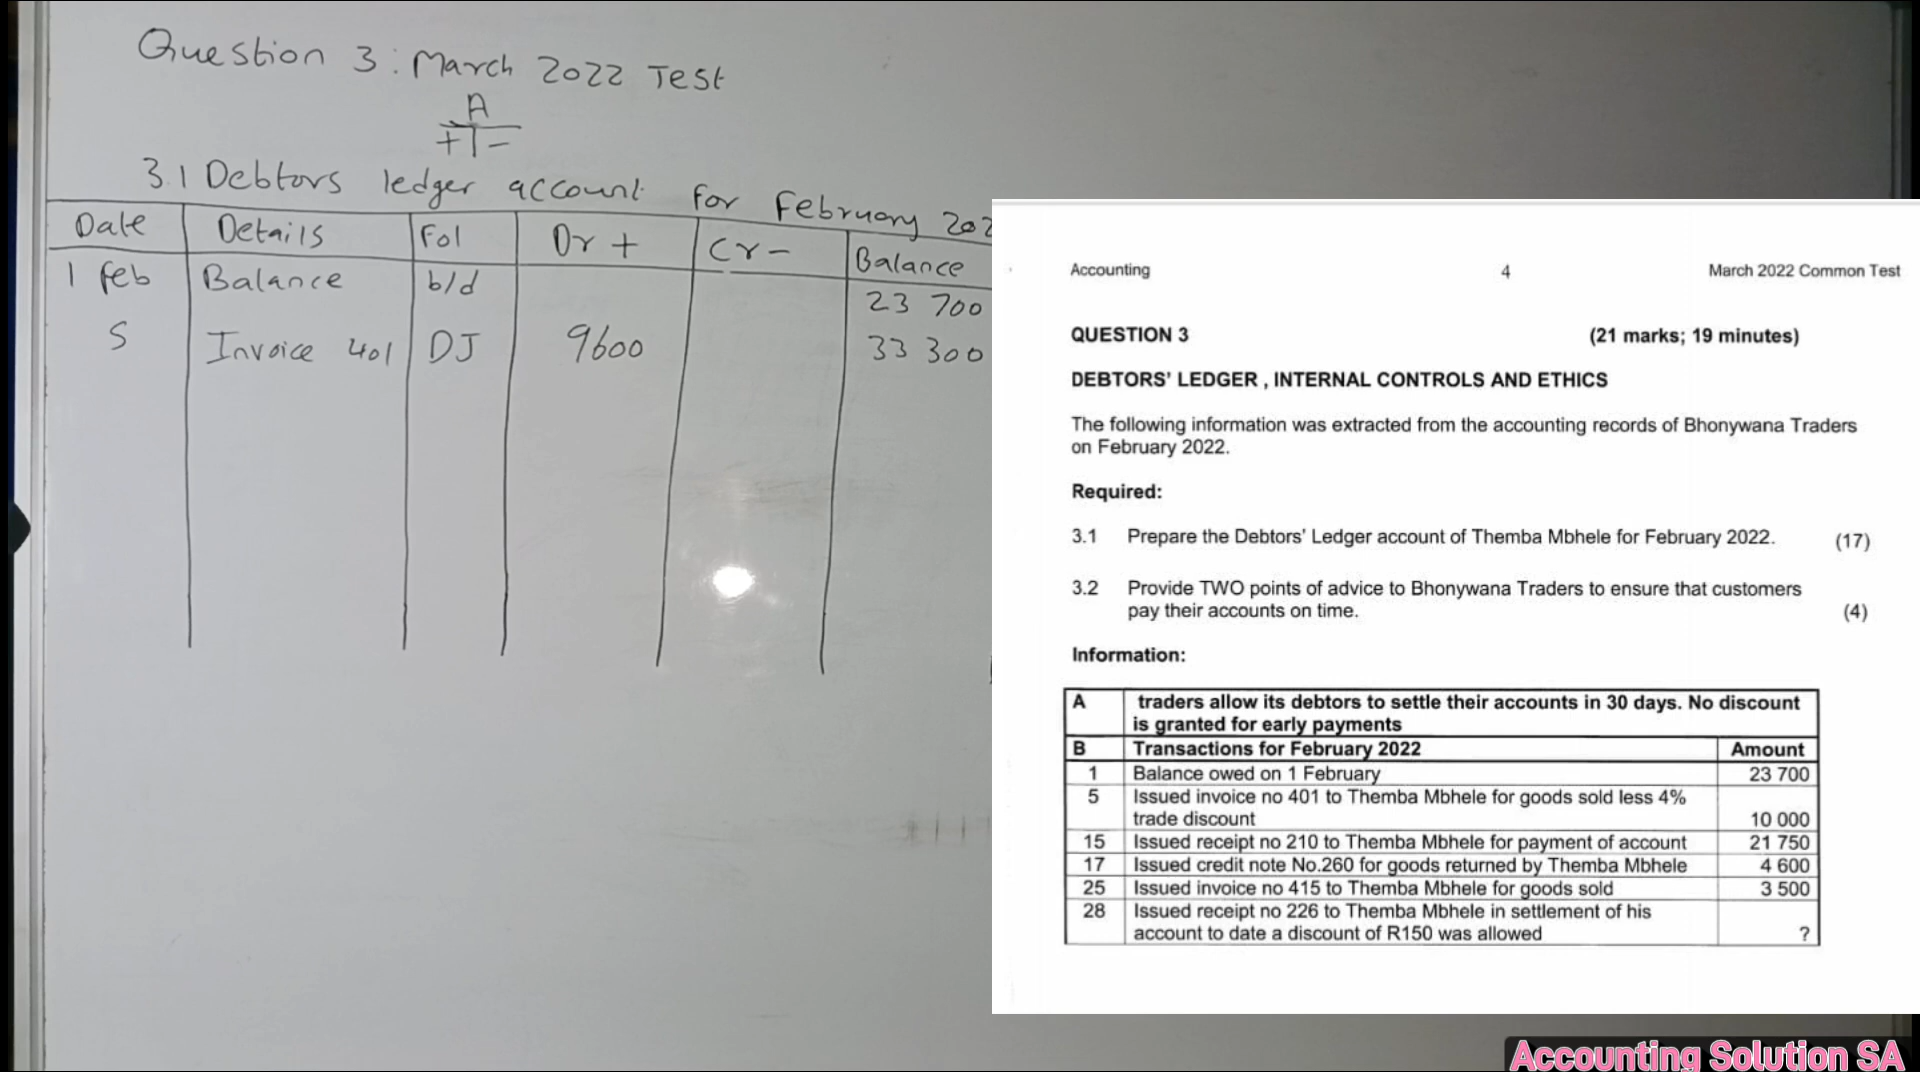 Question 3: March 2022 Test
A
+ -
3.1 Debtors ledger account for February 202
Date Details Fol Dr + Cr - Balance
1 feb Balance b/d 23 700
5 Invoice 401 DJ 9600 33 300
Accounting 4 March 2022 Common Test
QUESTION 3 (21 marks; 19 minutes)
DEBTORS' LEDGER , INTERNAL CONTROLS AND ETHICS
The following information was extracted from the accounting records of Bhonywana Traders
on February 2022.
Required:
3.1 Prepare the Debtors' Ledger account of Themba Mbhele for February 2022. (17)
3.2 Provide TWO points of advice to Bhonywana Traders to ensure that customers
pay their accounts on time. (4)
Information:
A traders allow its debtors to settle their accounts in 30 days. No discount
is granted for early payments
B Transactions for February 2022 Amount
1 Balance owed on 1 February 23 700
5 Issued invoice no 401 to Themba Mbhele for goods sold less 4%
trade discount 10 000
15 Issued receipt no 210 to Themba Mbhele for payment of account 21 750
17 Issued credit note No.260 for goods returned by Themba Mbhele 4 600
25 Issued invoice no 415 to Themba Mbhele for goods sold 3 500
28 Issued receipt no 226 to Themba Mbhele in settlement of his
account to date a discount of R150 was allowed ?
Accounting Solution SA